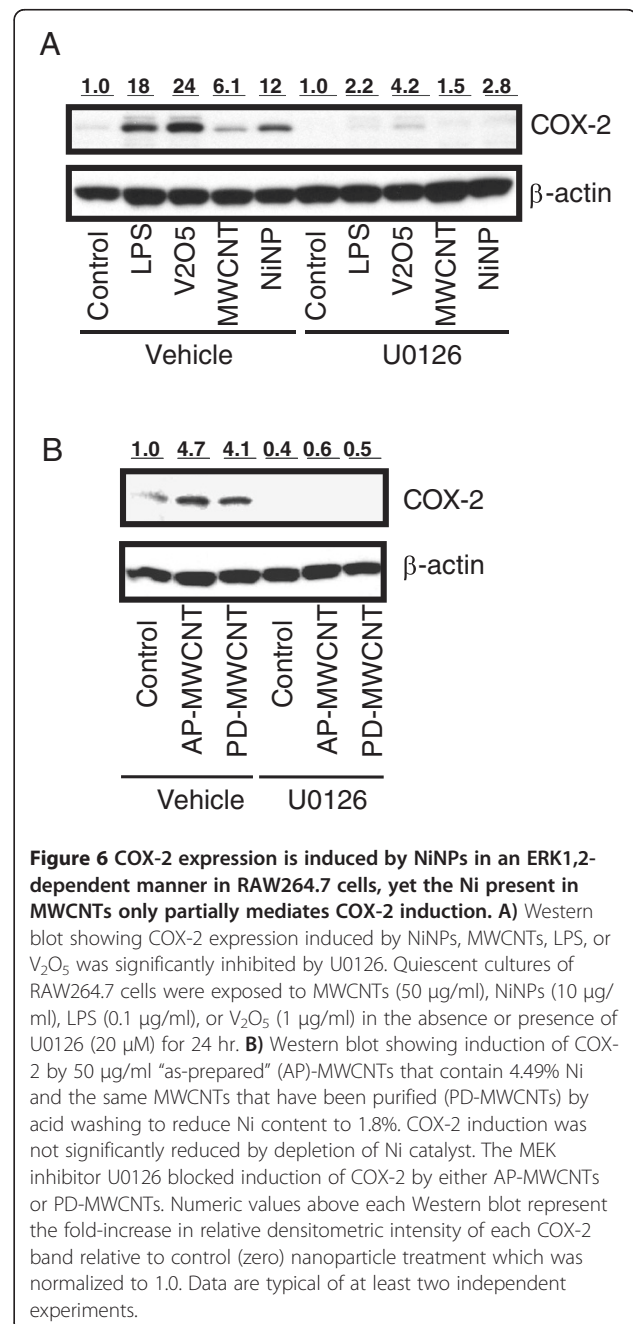 A
1.0 18 24 6.1 12 1.0 2.2 4.2 1.5 2.8
COX-2
β-actin
Control
LPS
V2O5
MWCNT
NiNP
Control
LPS
V2O5
MWCNT
NiNP
Vehicle
U0126
B
1.0 4.7 4.1 0.4 0.6 0.5
COX-2
β-actin
Control
AP-MWCNT
PD-MWCNT
Control
AP-MWCNT
PD-MWCNT
Vehicle
U0126
Figure 6 COX-2 expression is induced by NiNPs in an ERK1,2-
dependent manner in RAW264.7 cells, yet the Ni present in
MWCNTs only partially mediates COX-2 induction. A) Western
blot showing COX-2 expression induced by NiNPs, MWCNTs, LPS, or
V₂O₅ was significantly inhibited by U0126. Quiescent cultures of
RAW264.7 cells were exposed to MWCNTs (50 μg/ml), NiNPs (10 μg/
ml), LPS (0.1 μg/ml), or V₂O₅ (1 μg/ml) in the absence or presence of
U0126 (20 μM) for 24 hr. B) Western blot showing induction of COX-
2 by 50 μg/ml “as-prepared” (AP)-MWCNTs that contain 4.49% Ni
and the same MWCNTs that have been purified (PD-MWCNTs) by
acid washing to reduce Ni content to 1.8%. COX-2 induction was
not significantly reduced by depletion of Ni catalyst. The MEK
inhibitor U0126 blocked induction of COX-2 by either AP-MWCNTs
or PD-MWCNTs. Numeric values above each Western blot represent
the fold-increase in relative densitometric intensity of each COX-2
band relative to control (zero) nanoparticle treatment which was
normalized to 1.0. Data are typical of at least two independent
experiments.